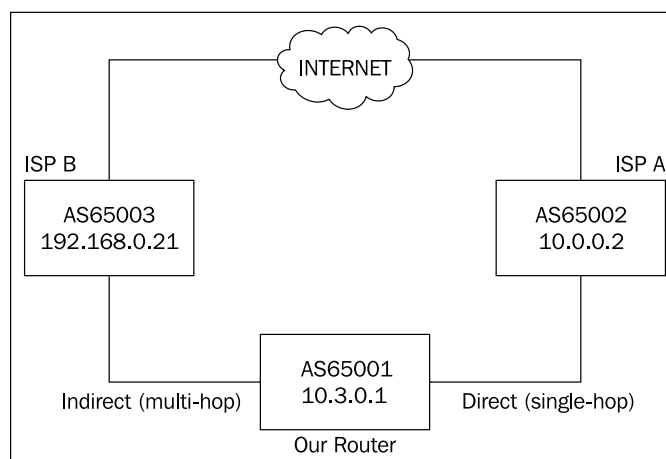 INTERNET
ISP B
ISP A
AS65003
192.168.0.21
AS65002
10.0.0.2
AS65001
10.3.0.1
Indirect (multi-hop)
Direct (single-hop)
Our Router